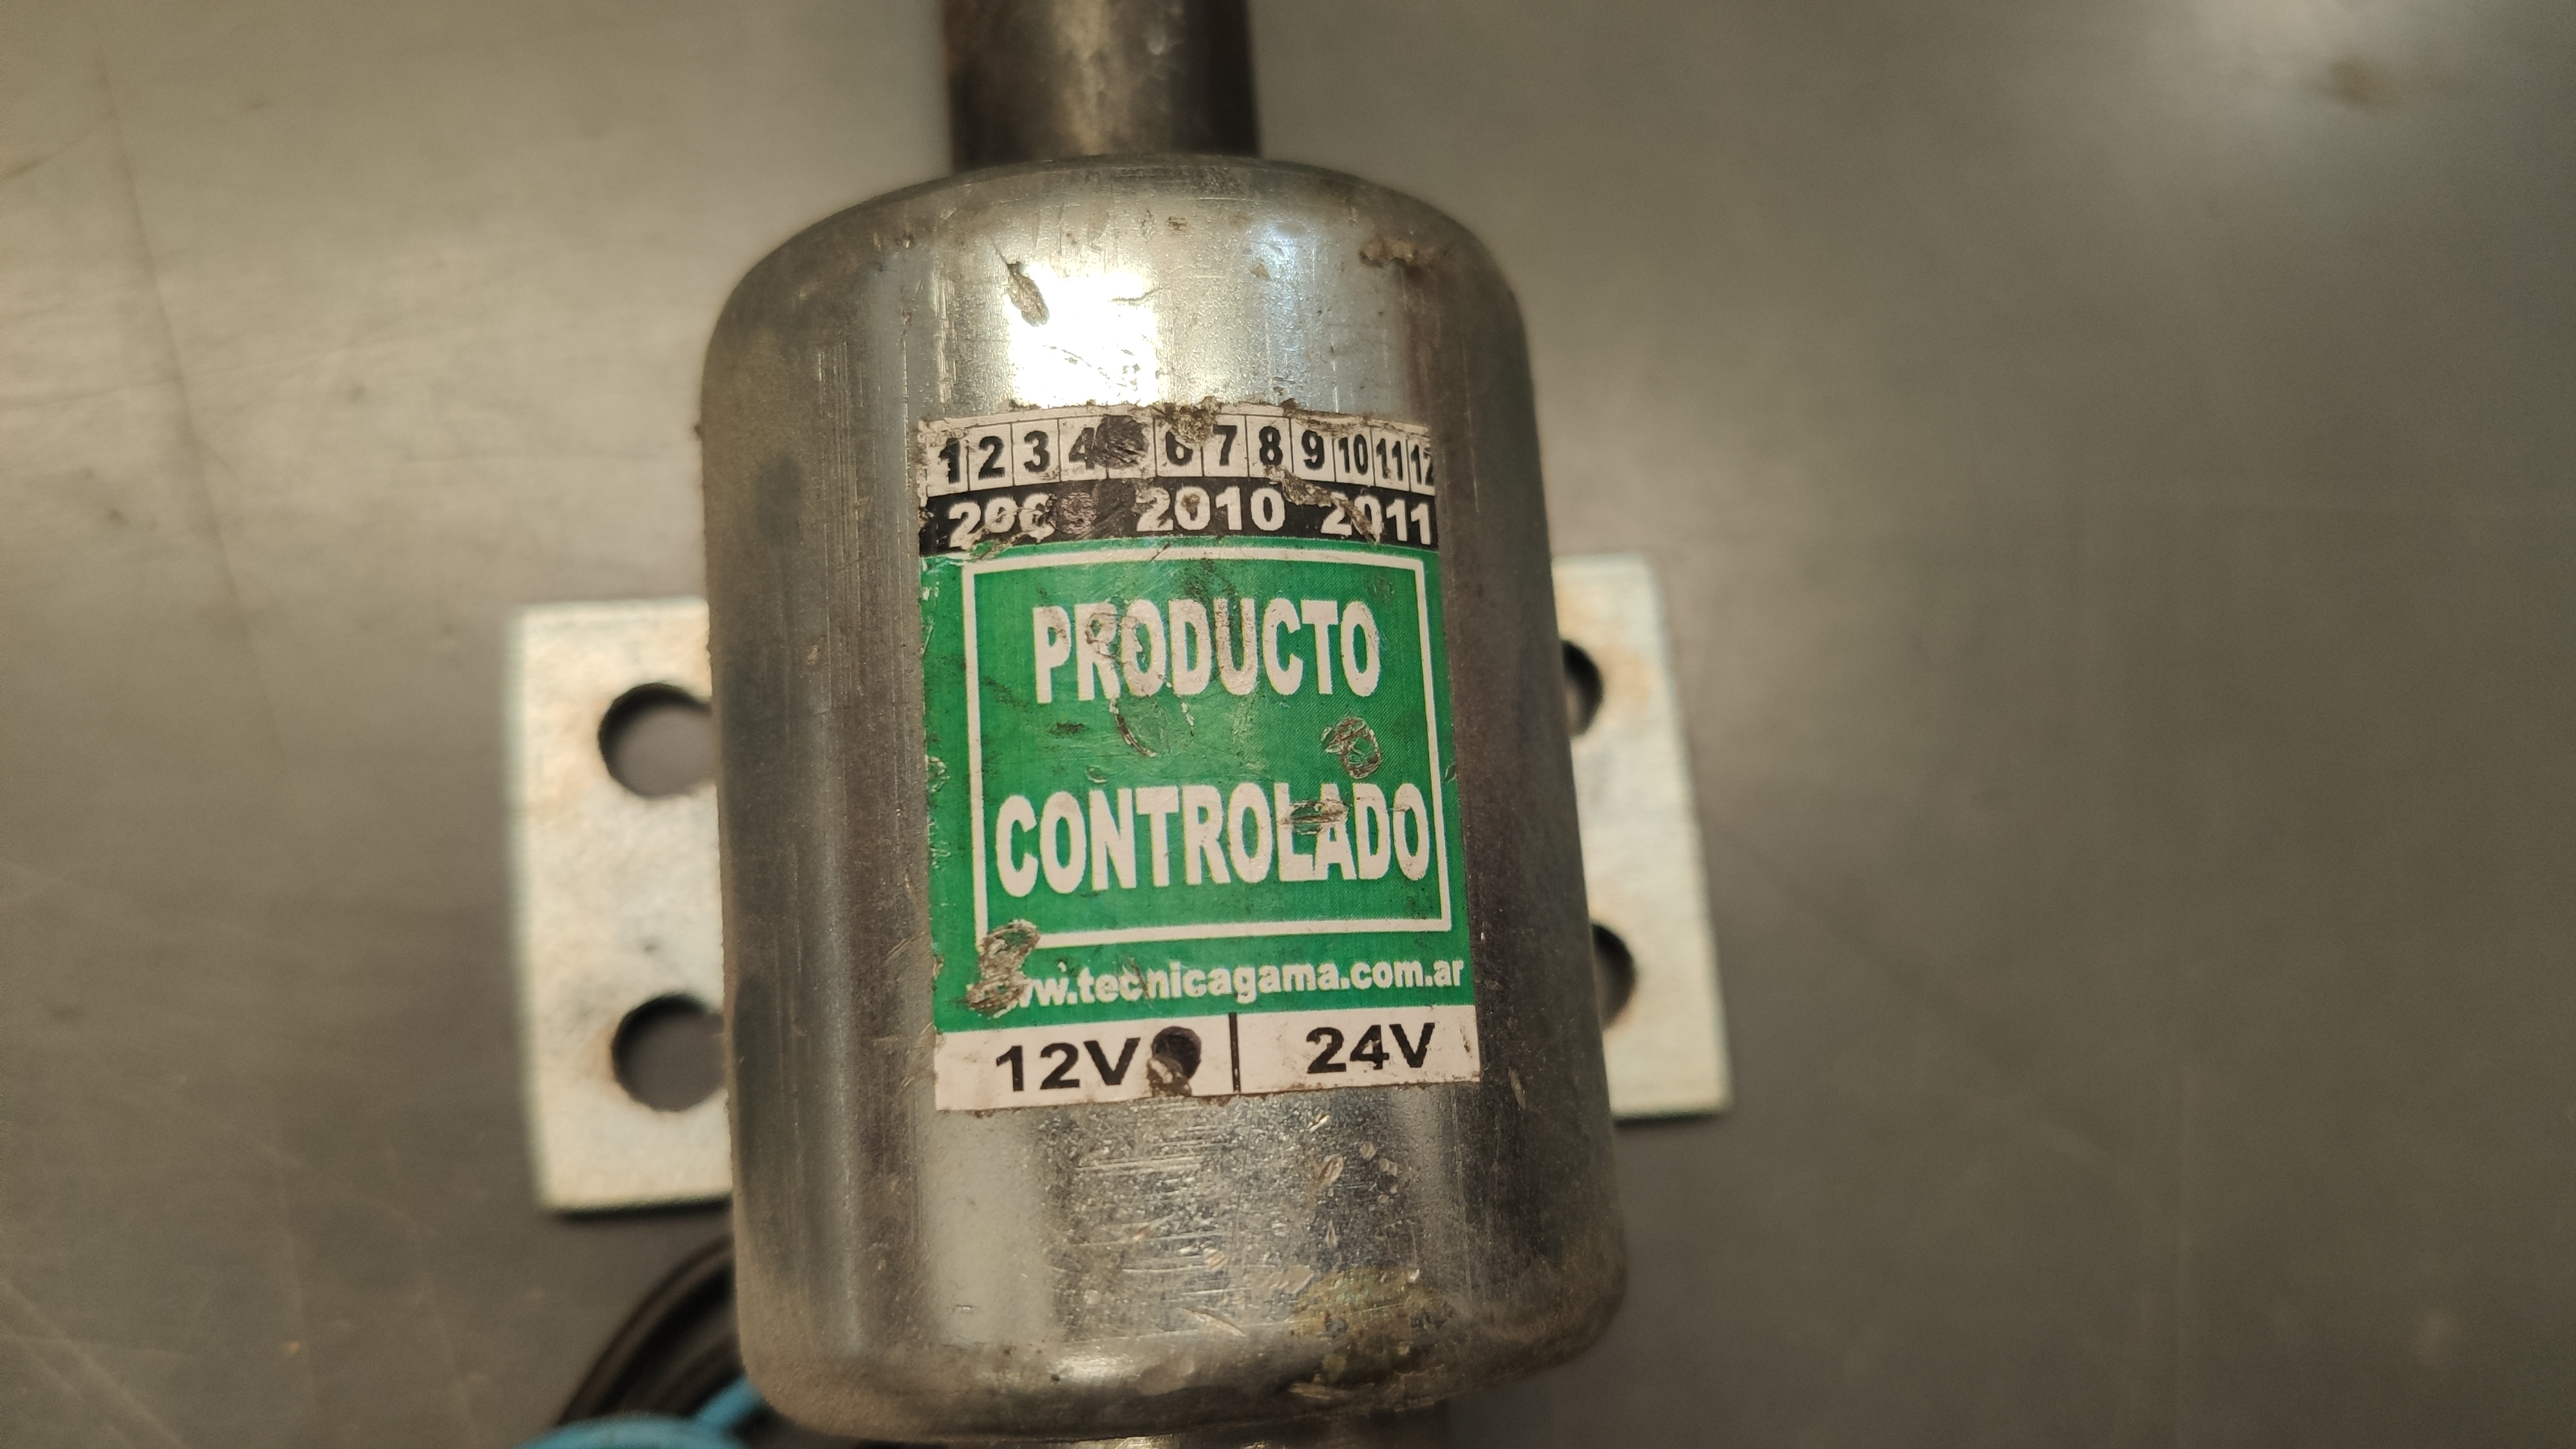 1 2 3 4 6 7 8 9 10 11 12
2010 2011
PRODUCTO
CONTROLADO
www.tecnicagama.com.ar
12V 24V